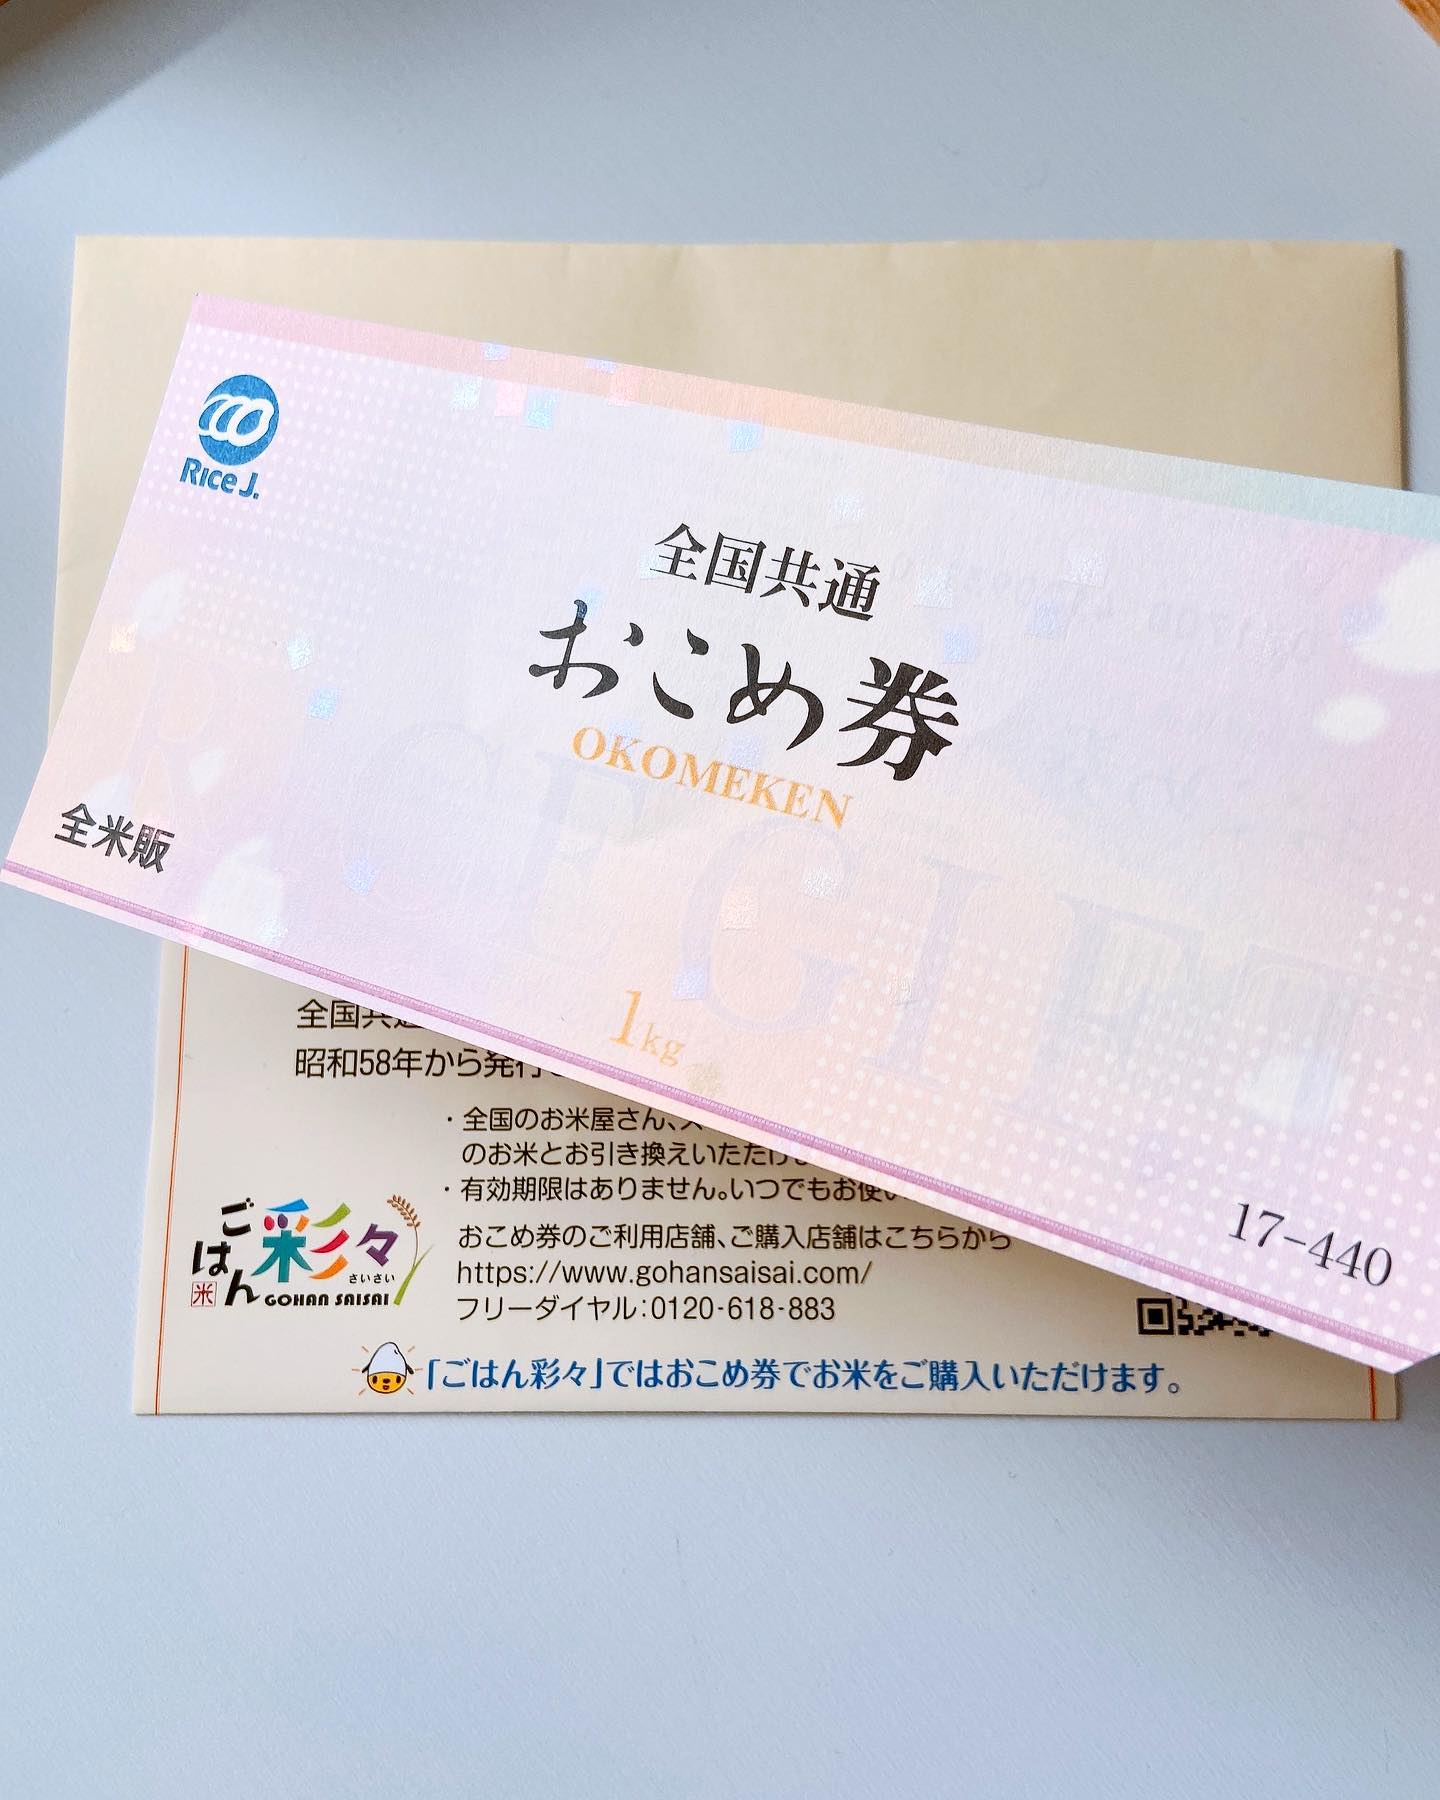 Rice J.
全国共通
おこめ券
OKOMEKEN
RICE GIFT
全米販
1kg
17-440
全国共通
昭和58年から発行
・全国のお米屋さん、ス
のお米とお引き換えいただけま
・有効期限はありません。いつでもお使い
おこめ券のご利用店舗、ご購入店舗はこちらから
https://www.gohansaisai.com/
フリーダイヤル:0120-618-883
ごはん彩々
さいさい
米
GOHAN SAISAI
「ごはん彩々」ではおこめ券でお米をご購入いただけます。